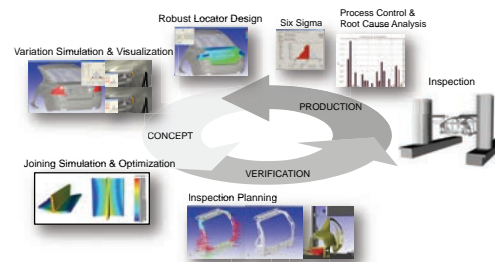 Robust Locator Design
Six Sigma
Process Control &
Root Cause Analysis
Variation Simulation & Visualization
Inspection
PRODUCTION
CONCEPT
Joining Simulation & Optimization
VERIFICATION
Inspection Planning